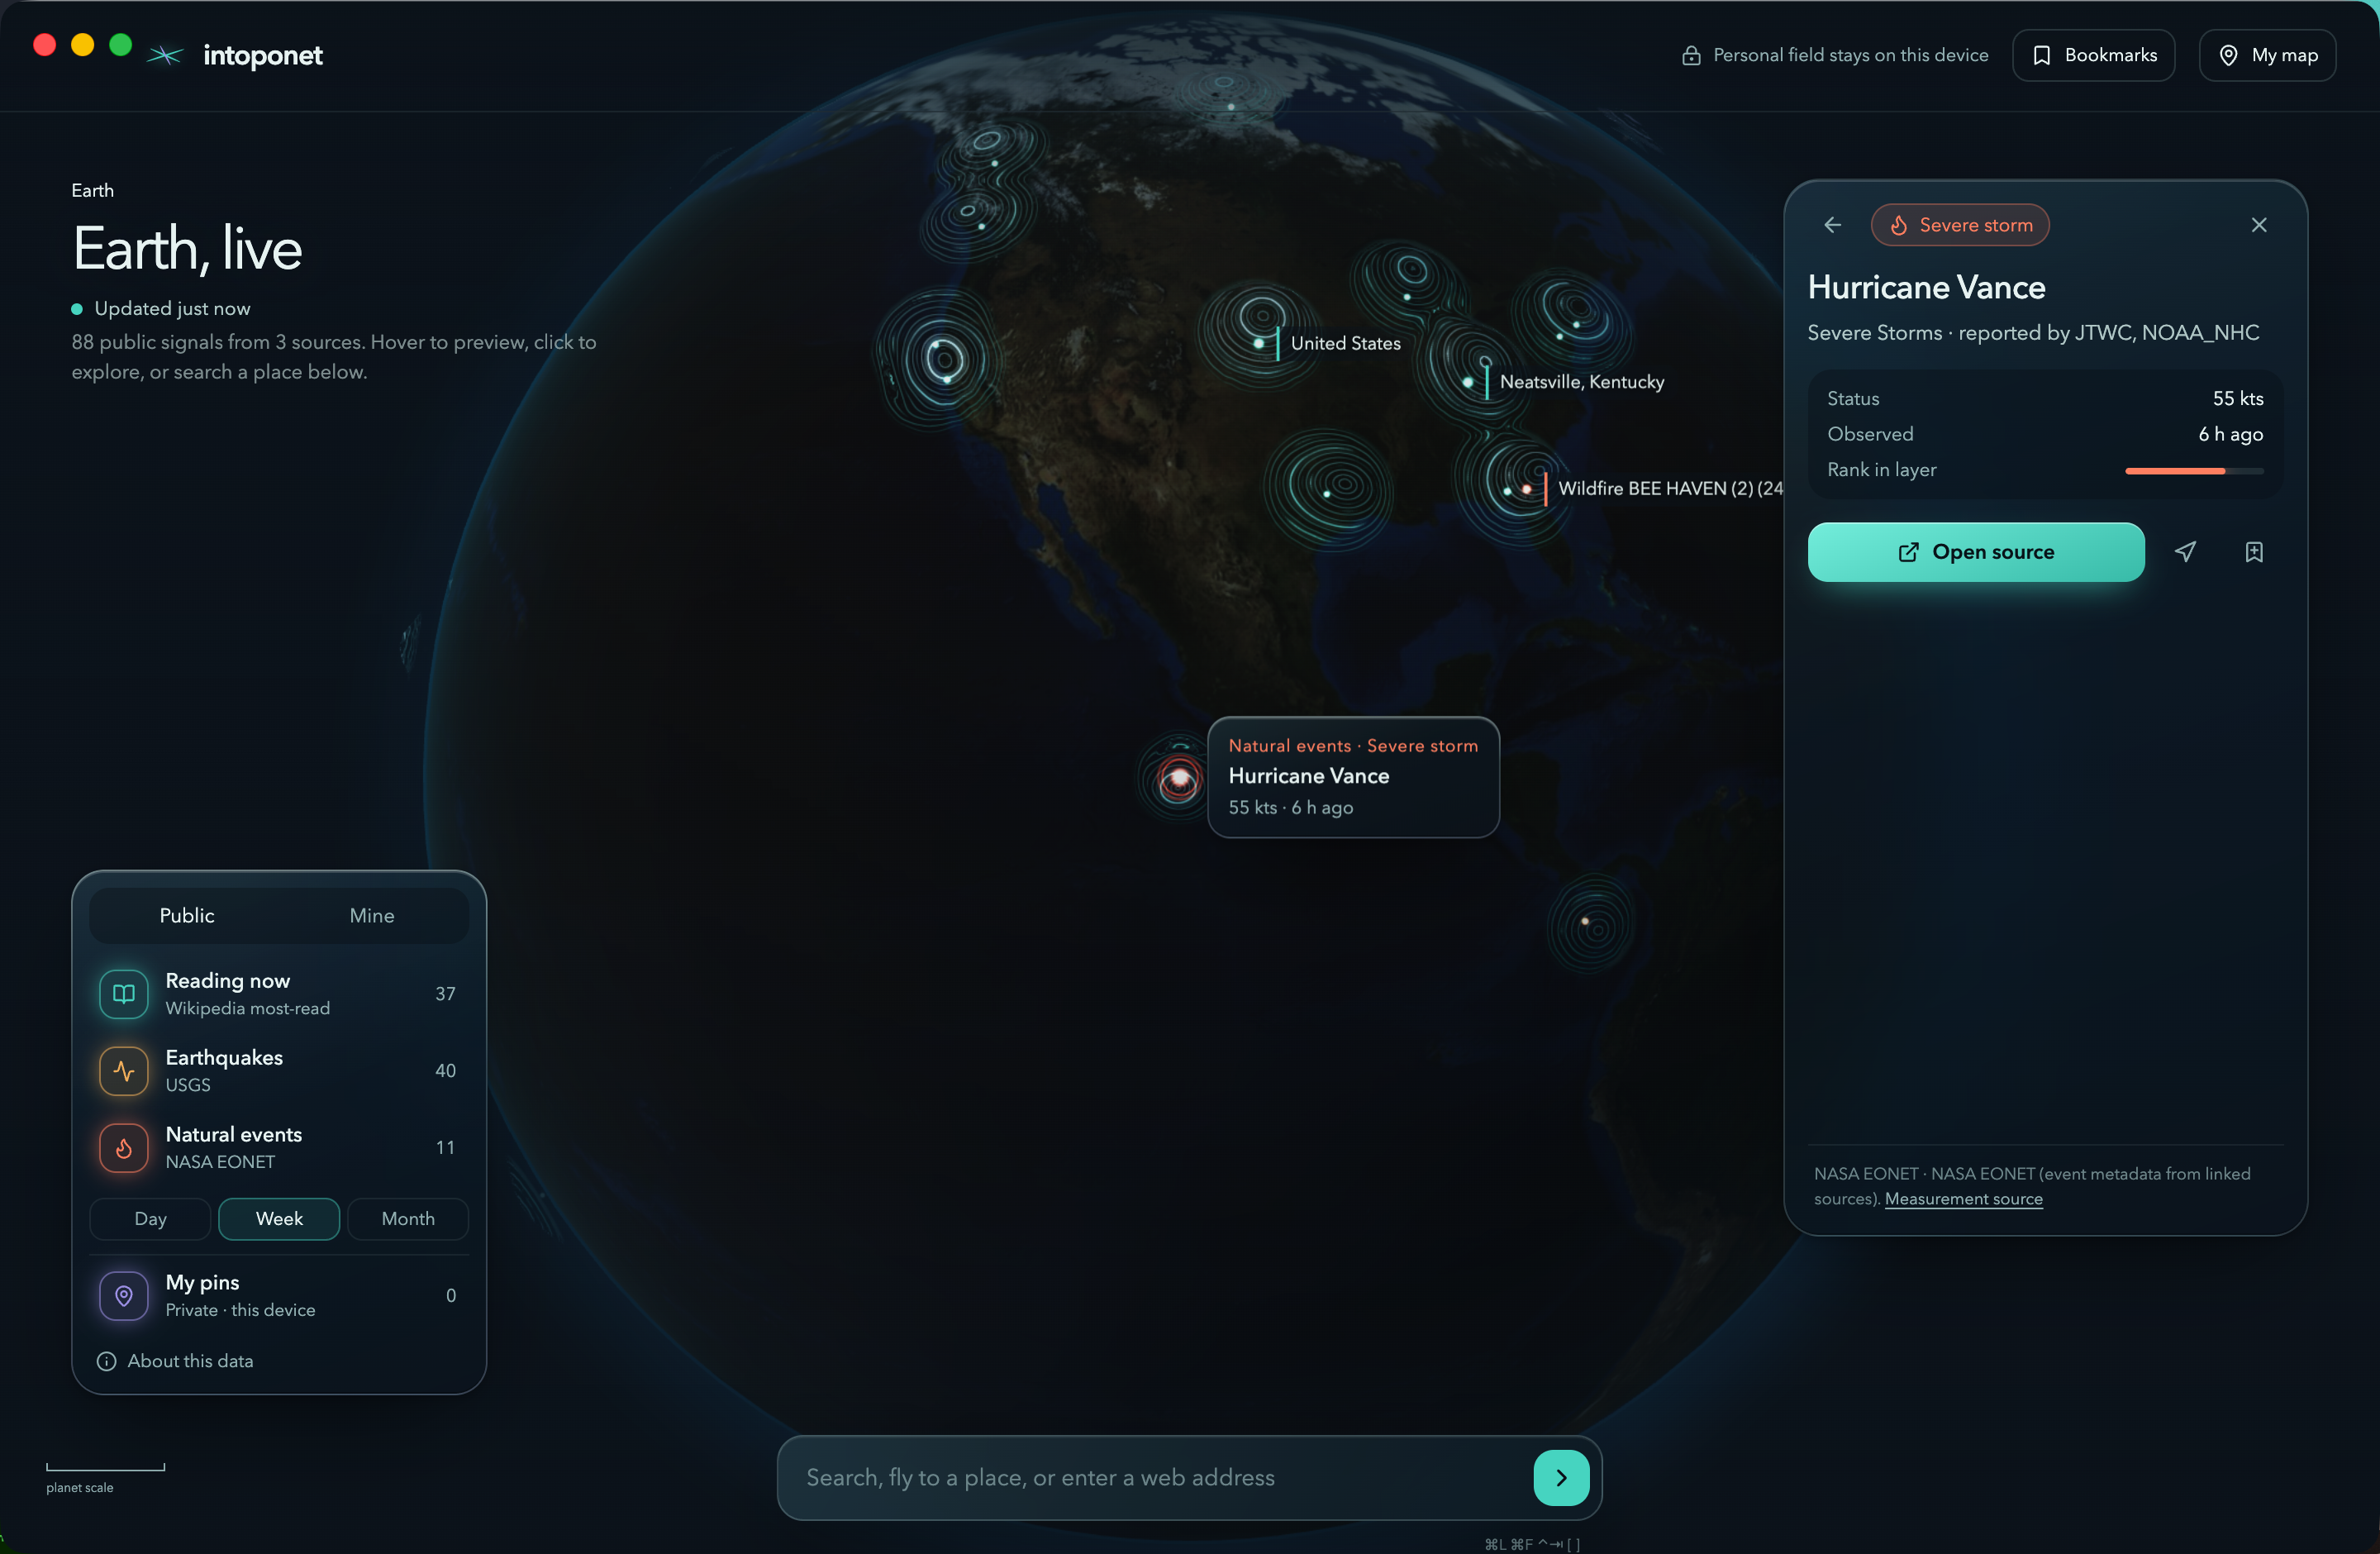 intoponet
Personal field stays on this device
Bookmarks
My map
Earth
Earth, live
Updated just now
88 public signals from 3 sources. Hover to preview, click to
explore, or search a place below.
United States
Neatsville, Kentucky
Wildfire BEE HAVEN (2) (24
Natural events · Severe storm
Hurricane Vance
55 kts · 6 h ago
Severe storm
Hurricane Vance
Severe Storms · reported by JTWC, NOAA_NHC
Status 55 kts
Observed 6 h ago
Rank in layer
Open source
NASA EONET · NASA EONET (event metadata from linked
sources). Measurement source
Public Mine
Reading now
Wikipedia most-read
37
Earthquakes
USGS
40
Natural events
NASA EONET
11
Day Week Month
My pins
Private · this device
0
About this data
planet scale
Search, fly to a place, or enter a web address
⌘L ⌘F ^⇥ [ ]